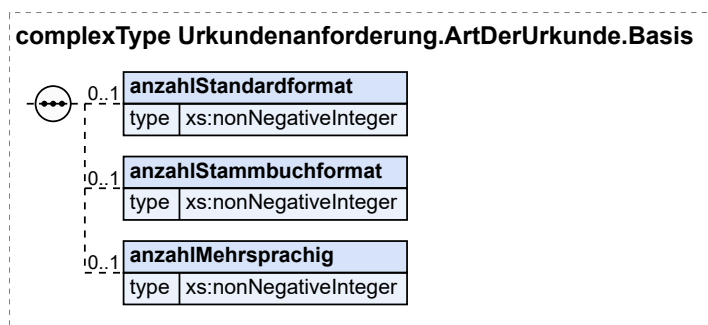 complexType Urkundenanforderung.ArtDerUrkunde.Basis
0..1 anzahlStandardformat
type xs:nonNegativeInteger
0..1 anzahlStammbuchformat
type xs:nonNegativeInteger
0..1 anzahlMehrsprachig
type xs:nonNegativeInteger